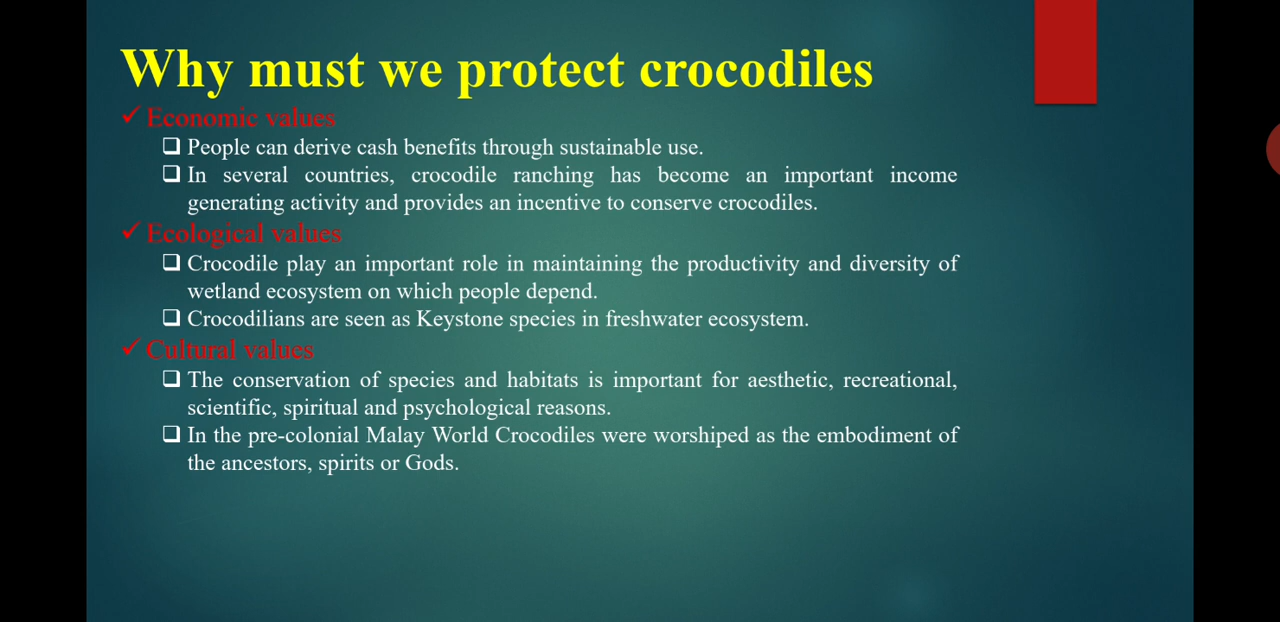 Why must we protect crocodiles
✓ Economic values
❑ People can derive cash benefits through sustainable use.
❑ In several countries, crocodile ranching has become an important income
generating activity and provides an incentive to conserve crocodiles.
✓ Ecological values
❑ Crocodile play an important role in maintaining the productivity and diversity of
wetland ecosystem on which people depend.
❑ Crocodilians are seen as Keystone species in freshwater ecosystem.
✓ Cultural values
❑ The conservation of species and habitats is important for aesthetic, recreational,
scientific, spiritual and psychological reasons.
❑ In the pre-colonial Malay World Crocodiles were worshiped as the embodiment of
the ancestors, spirits or Gods.